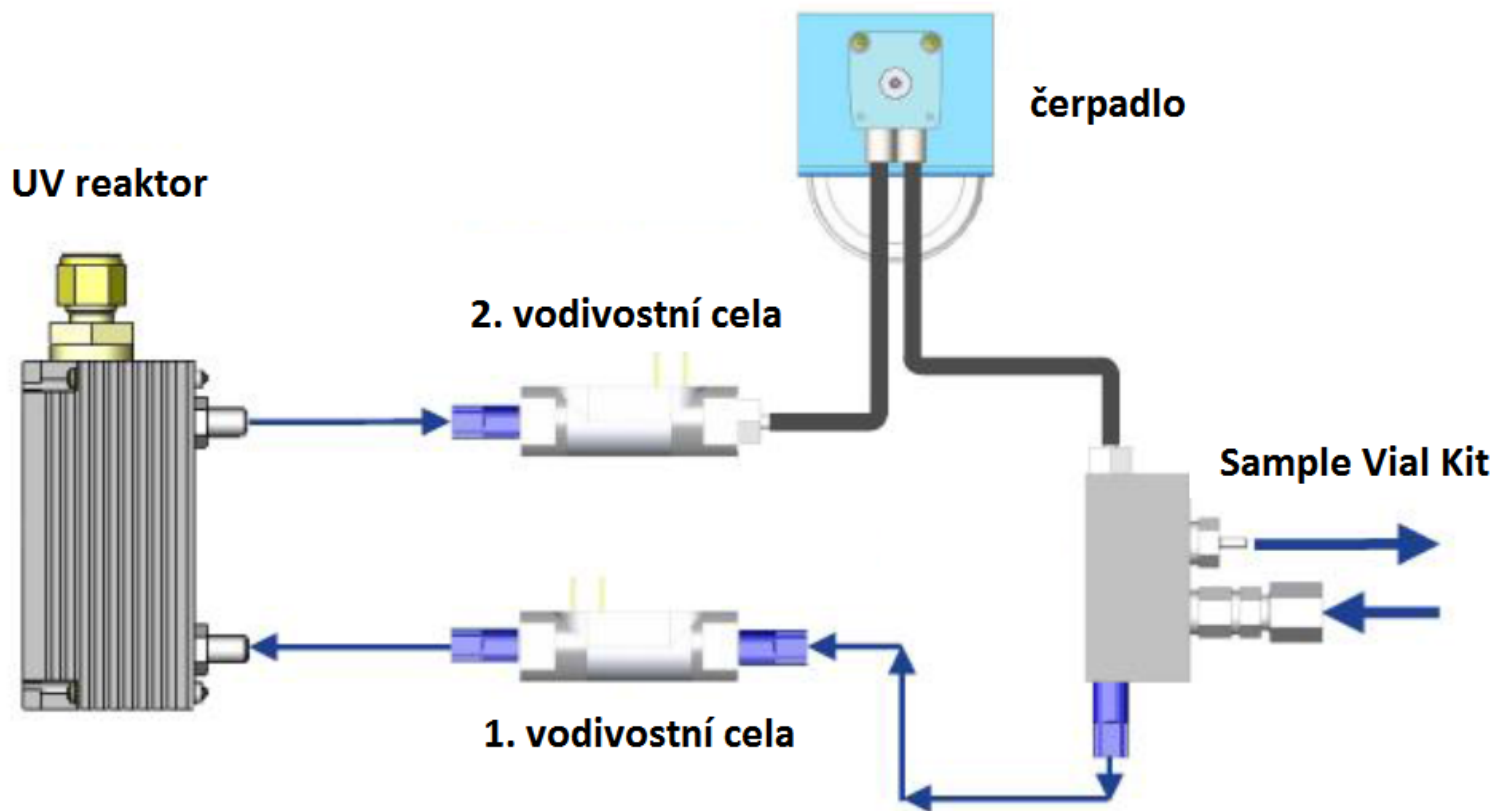 čerpadlo
UV reaktor
2. vodivostní cela
Sample Vial Kit
1. vodivostní cela